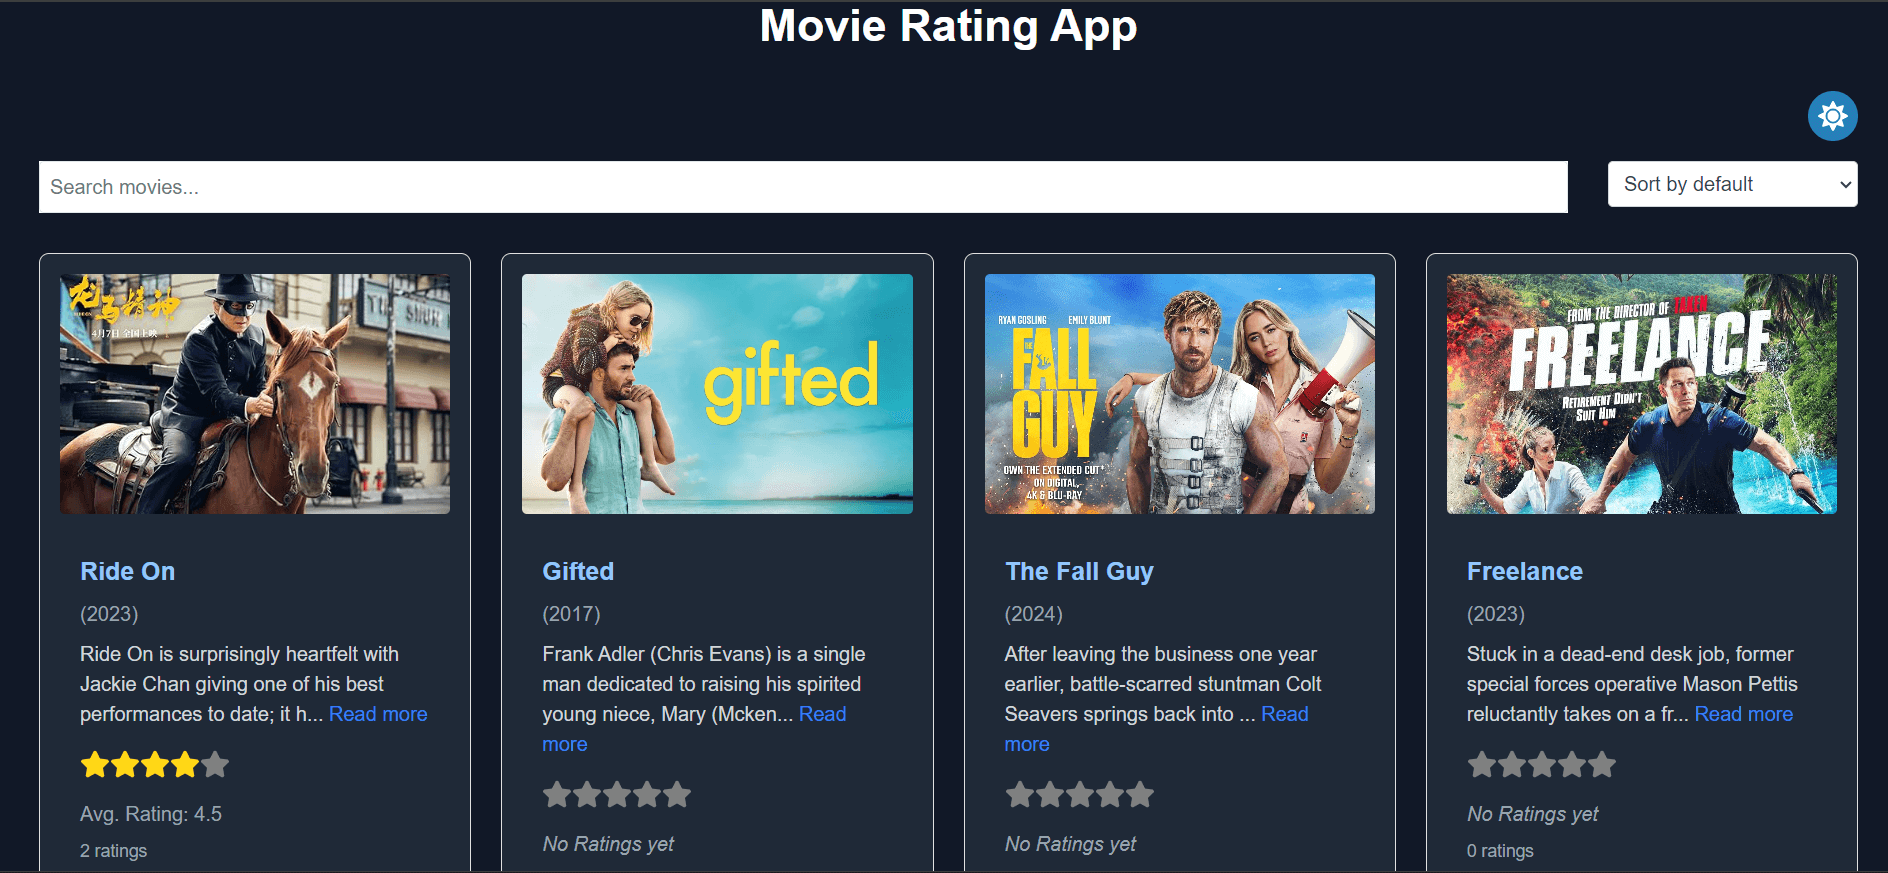 Movie Rating App
Search movies...
Sort by default
龙马精神
4月7日 全国上映
Ride On
(2023)
Ride On is surprisingly heartfelt with
Jackie Chan giving one of his best
performances to date; it h... Read more
Avg. Rating: 4.5
2 ratings
gifted
Gifted
(2017)
Frank Adler (Chris Evans) is a single
man dedicated to raising his spirited
young niece, Mary (Mcken... Read
more
No Ratings yet
RYAN GOSLING EMILY BLUNT
THE
FALL
GUY
OWN THE EXTENDED CUT*
ON DIGITAL,
4K & BLU-RAY
The Fall Guy
(2024)
After leaving the business one year
earlier, battle-scarred stuntman Colt
Seavers springs back into ... Read
more
No Ratings yet
FROM THE DIRECTOR OF TAKEN
FREELANCE
RETIREMENT DIDN'T
SUIT HIM
Freelance
(2023)
Stuck in a dead-end desk job, former
special forces operative Mason Pettis
reluctantly takes on a fr... Read more
No Ratings yet
0 ratings